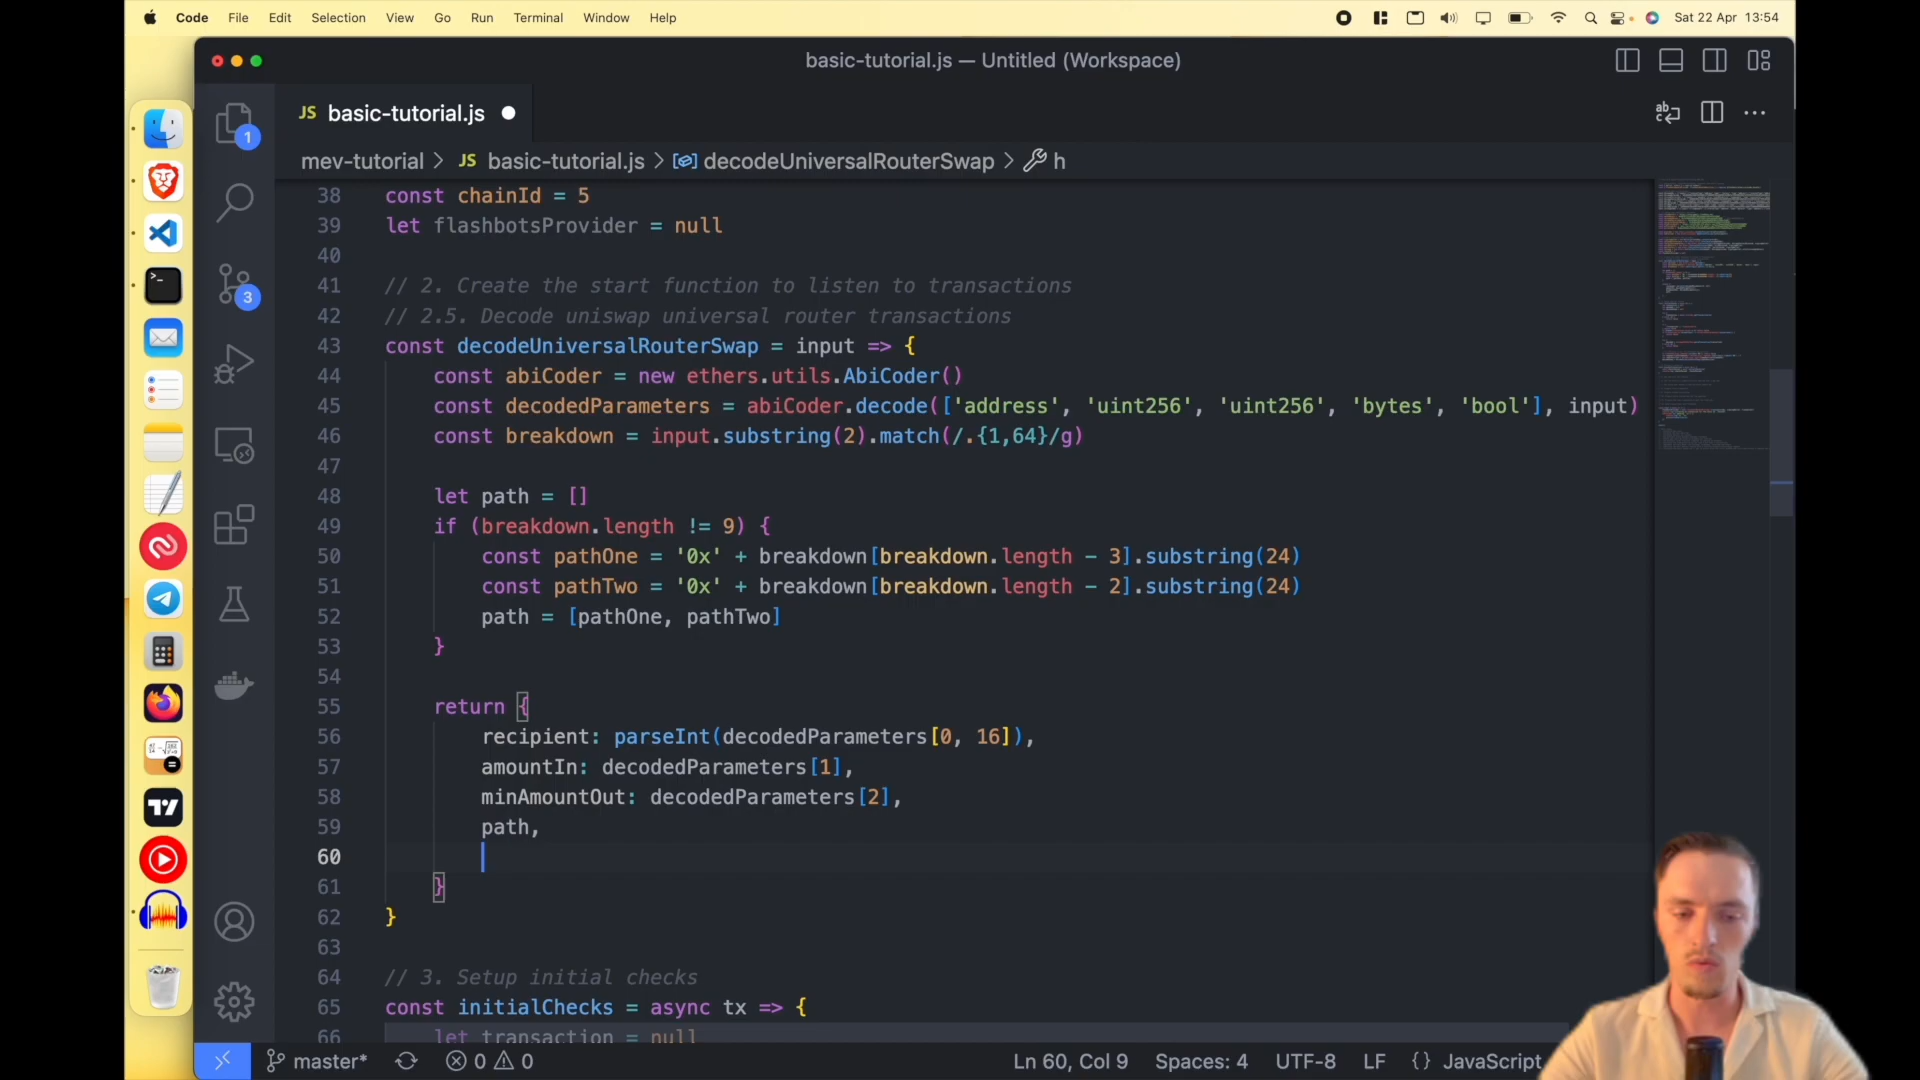 Code File Edit Selection View Go Run Terminal Window Help Sat 22 Apr 13:54
basic-tutorial.js — Untitled (Workspace)
JS basic-tutorial.js
mev-tutorial > JS basic-tutorial.js > decodeUniversalRouterSwap > h
1
3
38 const chainId = 5
39 let flashbotsProvider = null
40
41 // 2. Create the start function to listen to transactions
42 // 2.5. Decode uniswap universal router transactions
43 const decodeUniversalRouterSwap = input => {
44 const abiCoder = new ethers.utils.AbiCoder()
45 const decodedParameters = abiCoder.decode(['address', 'uint256', 'uint256', 'bytes', 'bool'], input)
46 const breakdown = input.substring(2).match(/.{1,64}/g)
47
48 let path = []
49 if (breakdown.length != 9) {
50 const pathOne = '0x' + breakdown[breakdown.length - 3].substring(24)
51 const pathTwo = '0x' + breakdown[breakdown.length - 2].substring(24)
52 path = [pathOne, pathTwo]
53 }
54
55 return {
56 recipient: parseInt(decodedParameters[0, 16]),
57 amountIn: decodedParameters[1],
58 minAmountOut: decodedParameters[2],
59 path,
60
61 }
62 }
63
64 // 3. Setup initial checks
65 const initialChecks = async tx => {
66 let transaction = null
master* 0 0 Ln 60, Col 9 Spaces: 4 UTF-8 LF {} JavaScript